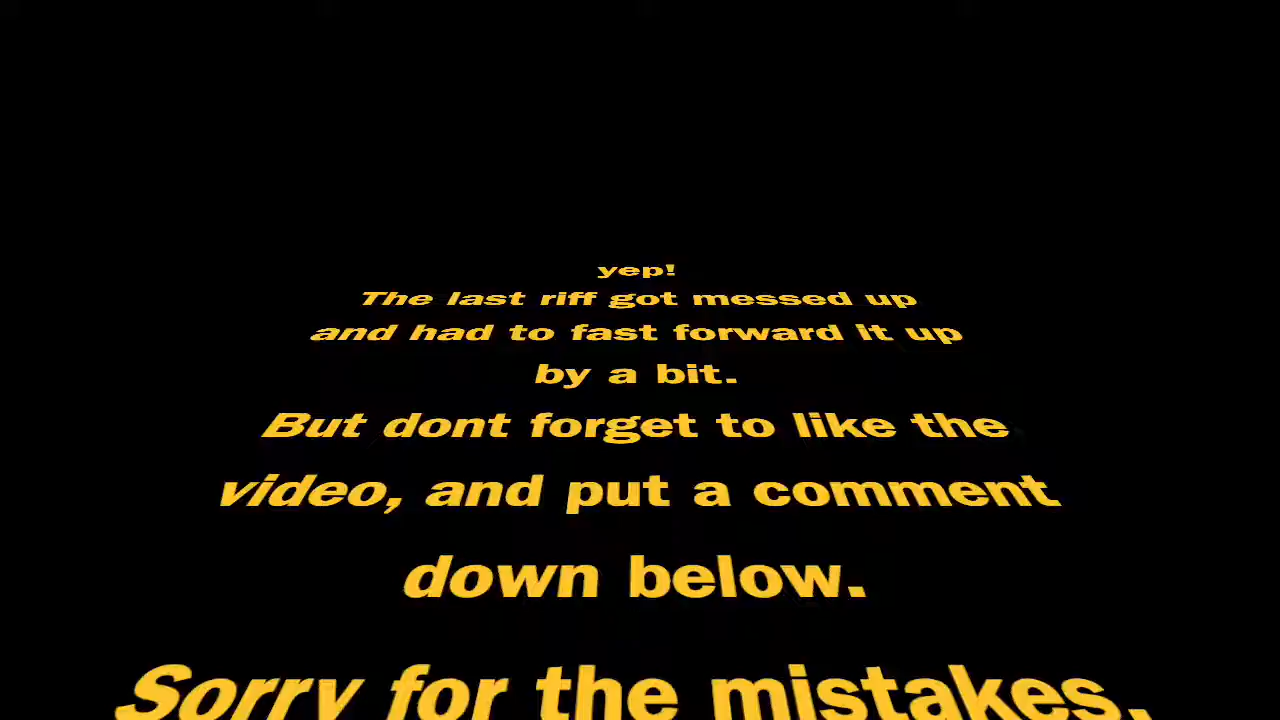 yep!
The last riff got messed up
and had to fast forward it up
by a bit.
But dont forget to like the
video, and put a comment
down below.
Sorry for the mistakes.